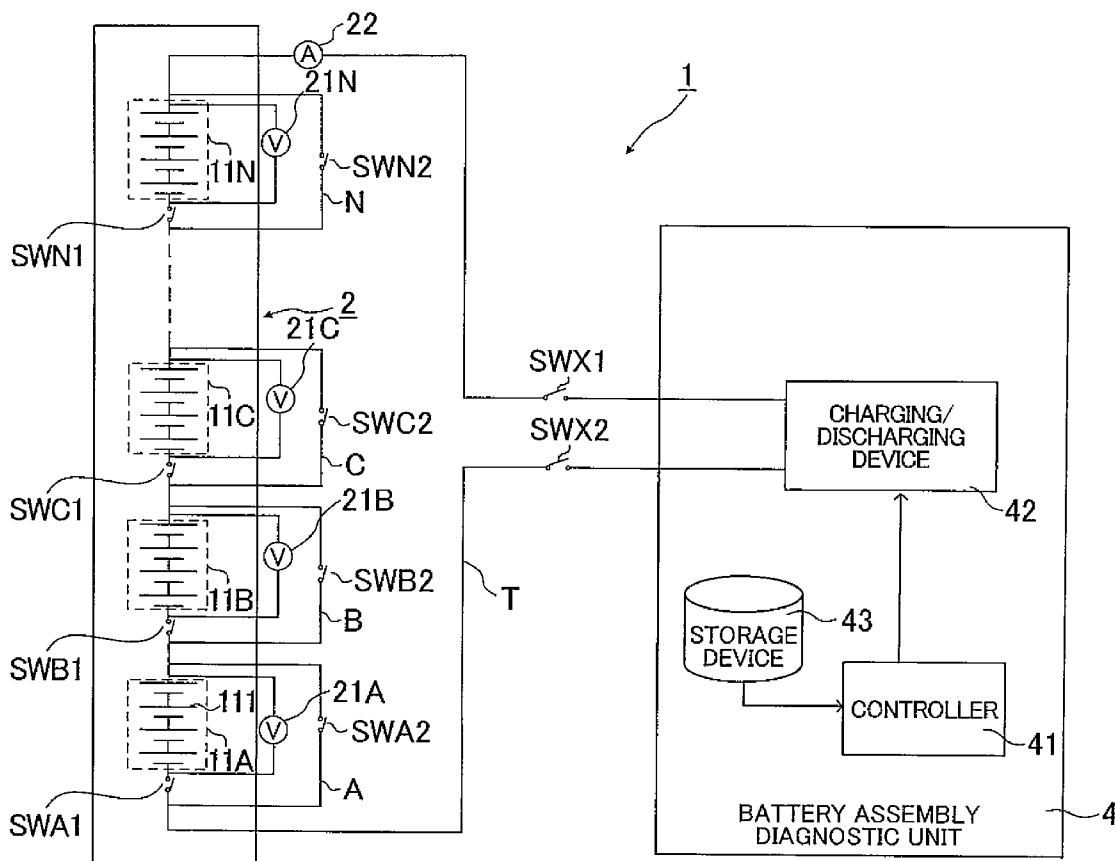 22
A
1
21N
V
11N
SWN2
N
SWN1
2
21C
V
11C
SWC2
C
SWC1
SWX1
SWX2
CHARGING/
DISCHARGING
DEVICE
42
21B
V
11B
SWB2
B
SWB1
T
STORAGE
DEVICE
43
111
21A
V
11A
SWA2
A
SWA1
CONTROLLER
41
BATTERY ASSEMBLY
DIAGNOSTIC UNIT
4